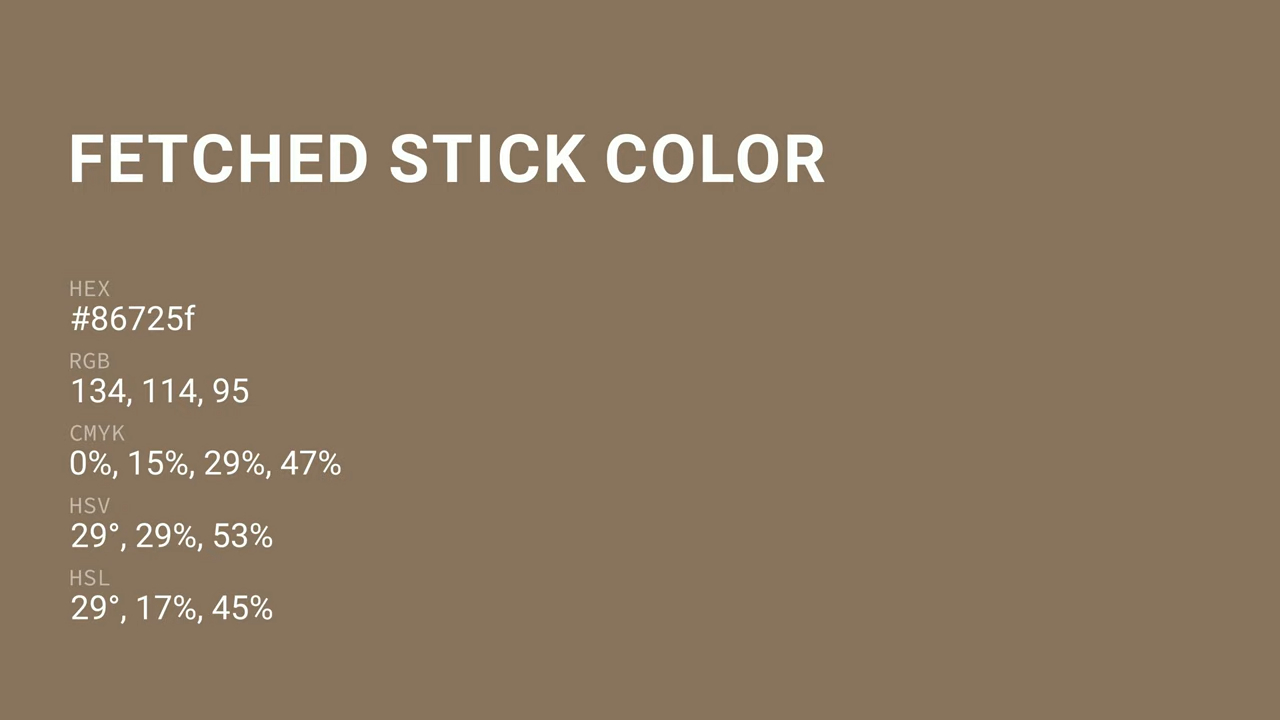 FETCHED STICK COLOR
HEX
#86725f
RGB
134, 114, 95
CMYK
0%, 15%, 29%, 47%
HSV
29°, 29%, 53%
HSL
29°, 17%, 45%